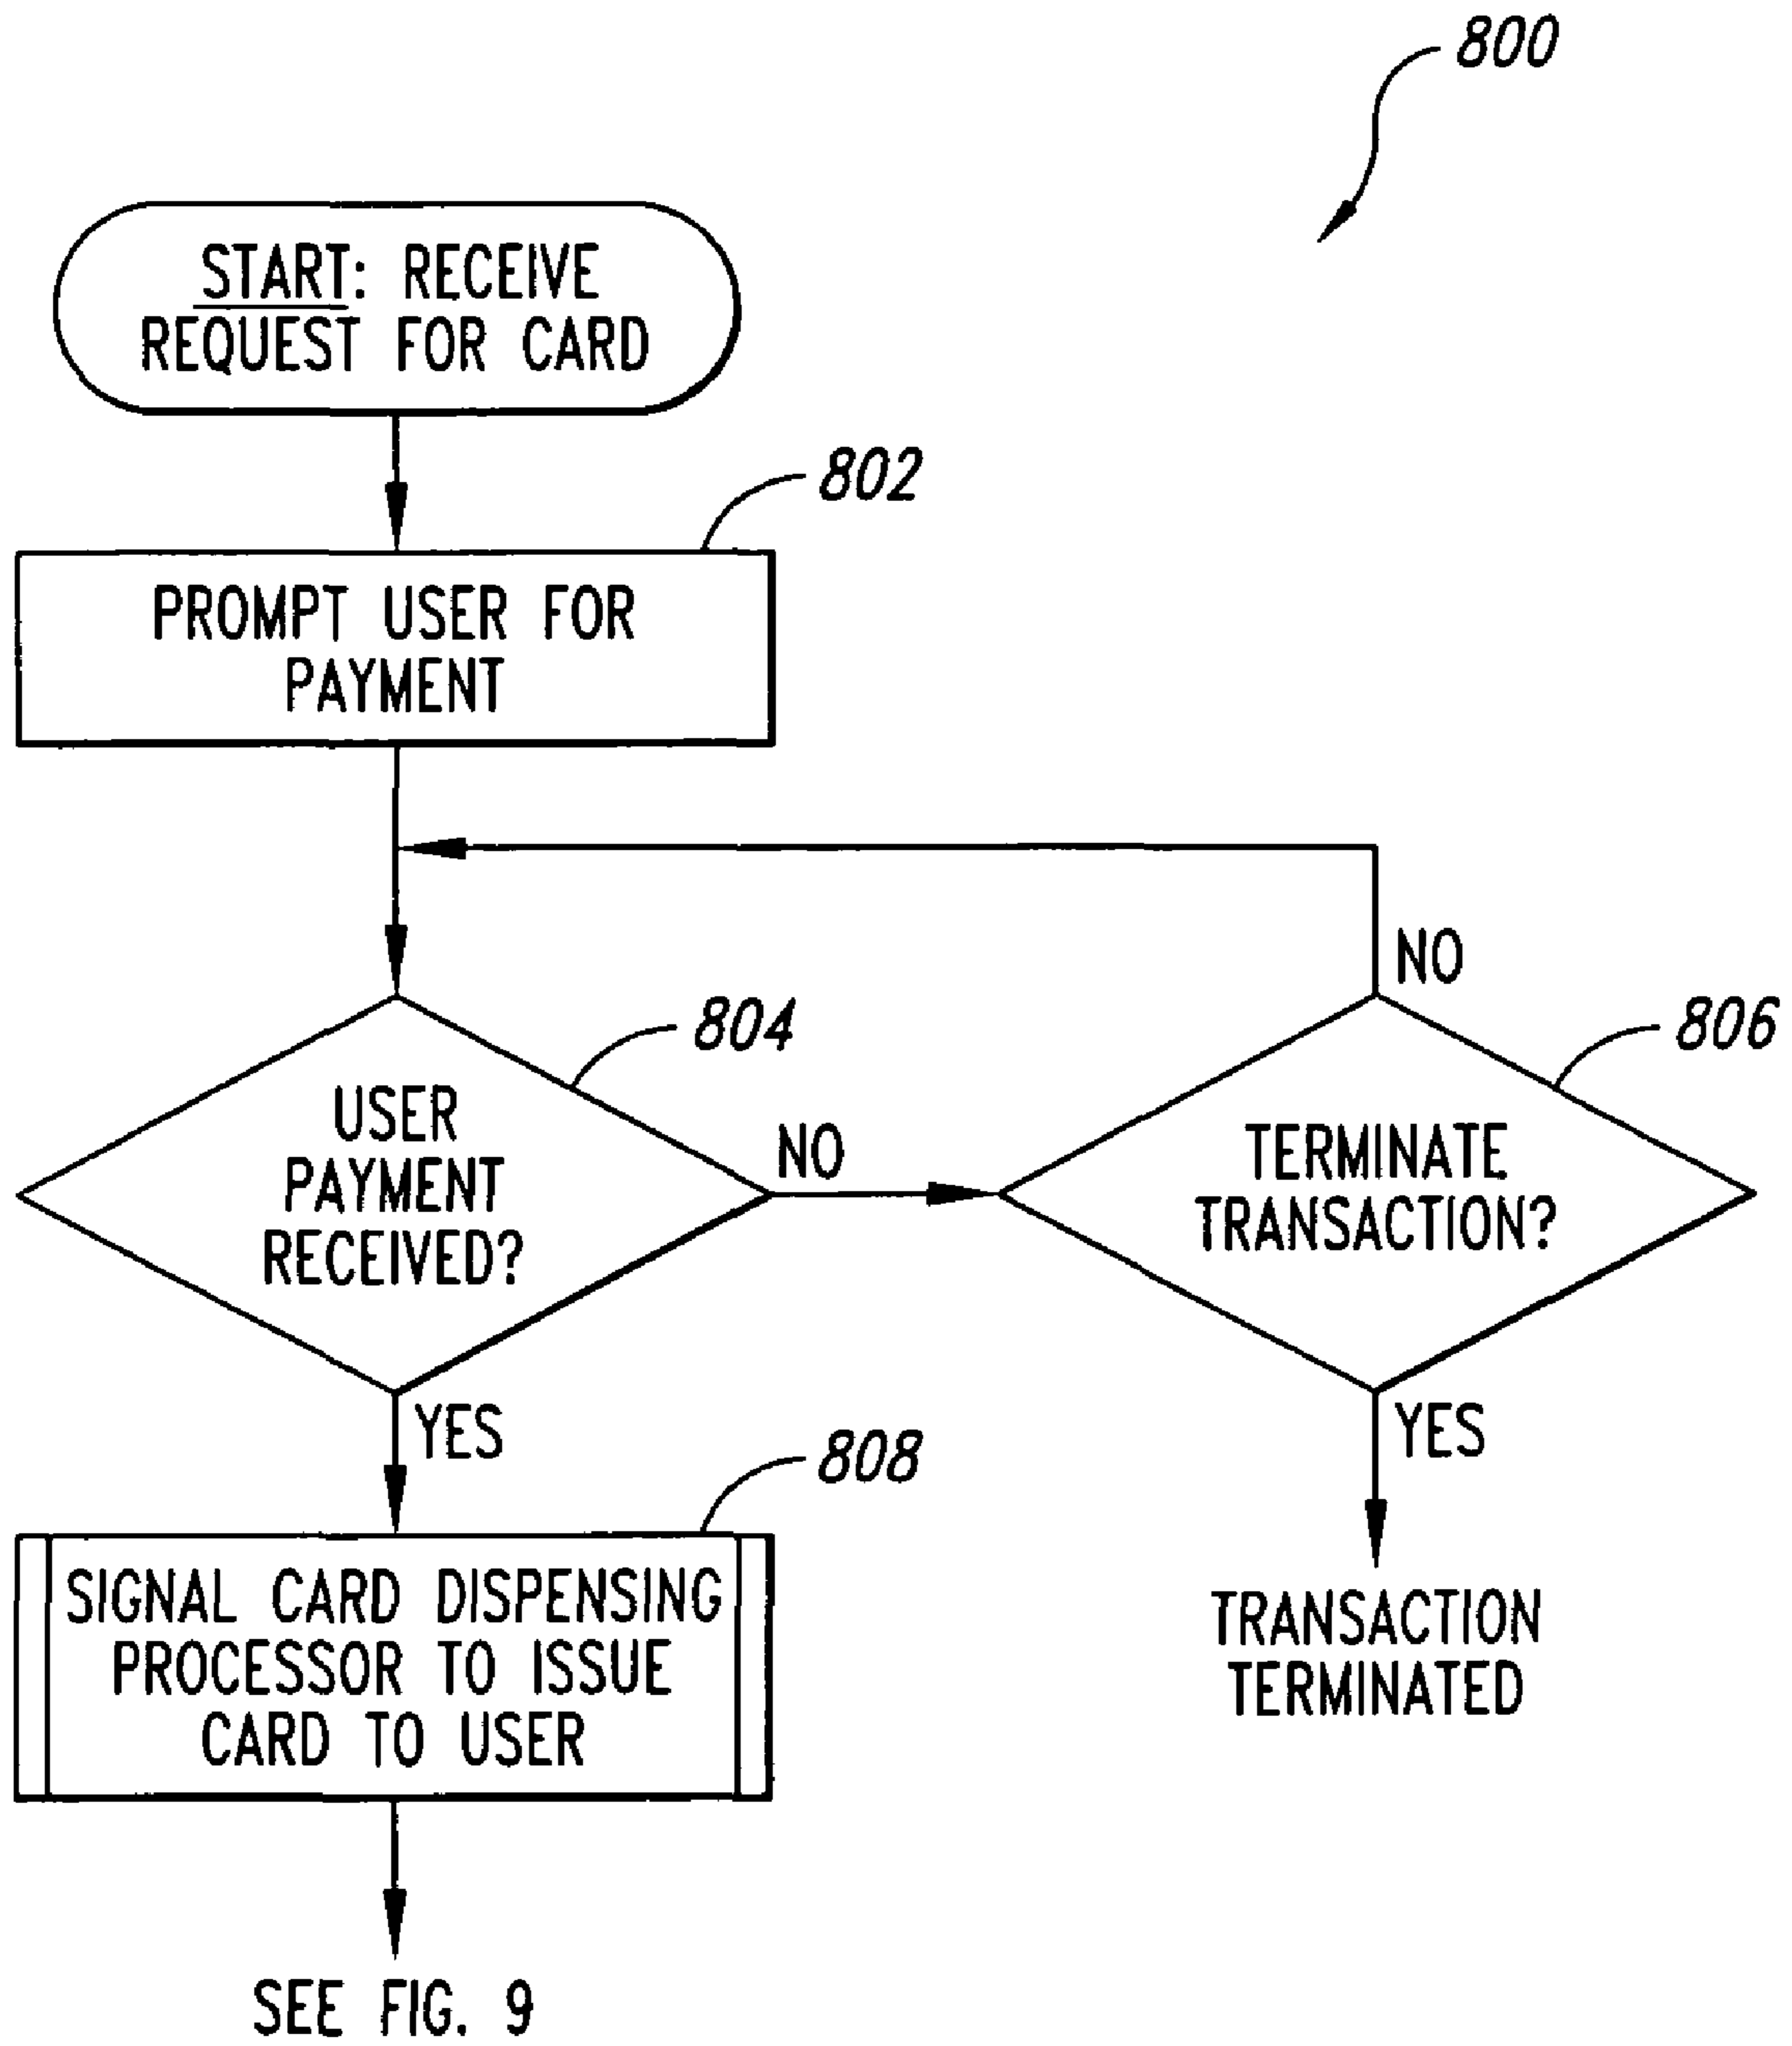 800
START: RECEIVE
REQUEST FOR CARD
802
PROMPT USER FOR
PAYMENT
NO
804
806
USER
PAYMENT
RECEIVED?
NO
TERMINATE
TRANSACTION?
YES
YES
808
SIGNAL CARD DISPENSING
PROCESSOR TO ISSUE
CARD TO USER
TRANSACTION
TERMINATED
SEE FIG. 9